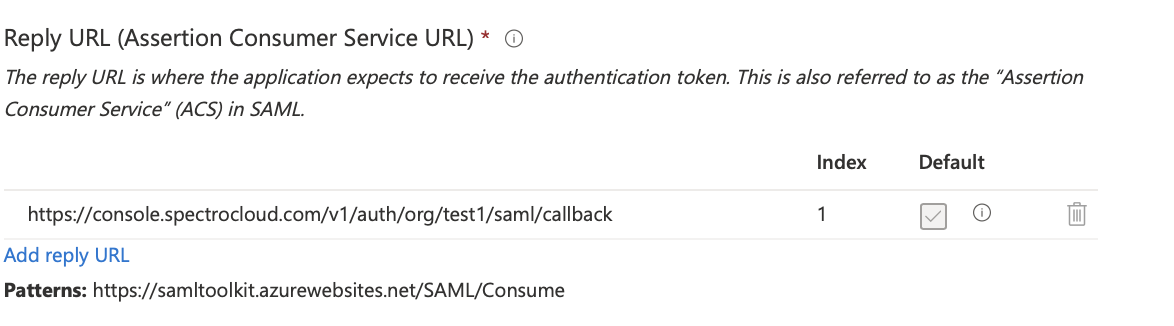 Reply URL (Assertion Consumer Service URL) *
The reply URL is where the application expects to receive the authentication token. This is also referred to as the “Assertion
Consumer Service” (ACS) in SAML.
Index Default
https://console.spectrocloud.com/v1/auth/org/test1/saml/callback 1
Add reply URL
Patterns: https://samltoolkit.azurewebsites.net/SAML/Consume